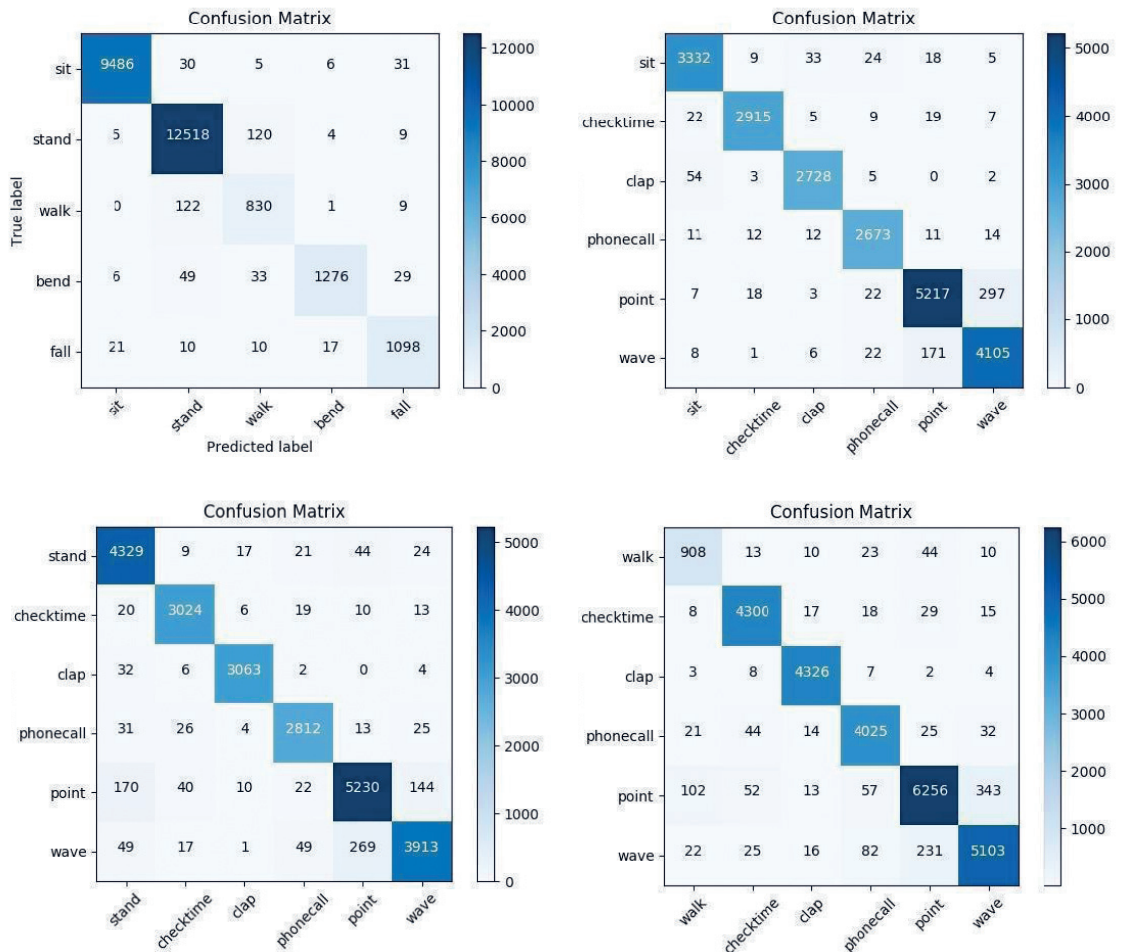 Confusion Matrix
sit 9486 30 5 6 31
stand 5 12518 120 4 9
walk 0 122 830 1 9
bend 6 49 33 1276 29
fall 21 10 10 17 1098
sit stand walk bend fall
True label
Predicted label
12000
10000
8000
6000
4000
2000
0
Confusion Matrix
sit 3332 9 33 24 18 5
checktime 22 2915 5 9 19 7
clap 54 3 2728 5 0 2
phonecall 11 12 12 2673 11 14
point 7 18 3 22 5217 297
wave 8 1 6 22 171 4105
sit checktime clap phonecall point wave
5000
4000
3000
2000
1000
0
Confusion Matrix
stand 4329 9 17 21 44 24
checktime 20 3024 6 19 10 13
clap 32 6 3063 2 0 4
phonecall 31 26 4 2812 13 25
point 170 40 10 22 5230 144
wave 49 17 1 49 269 3913
stand checktime clap phonecall point wave
5000
4000
3000
2000
1000
0
Confusion Matrix
walk 908 13 10 23 44 10
checktime 8 4300 17 18 29 15
clap 3 8 4326 7 2 4
phonecall 21 44 14 4025 25 32
point 102 52 13 57 6256 343
wave 22 25 16 82 231 5103
walk checktime clap phonecall point wave
6000
5000
4000
3000
2000
1000